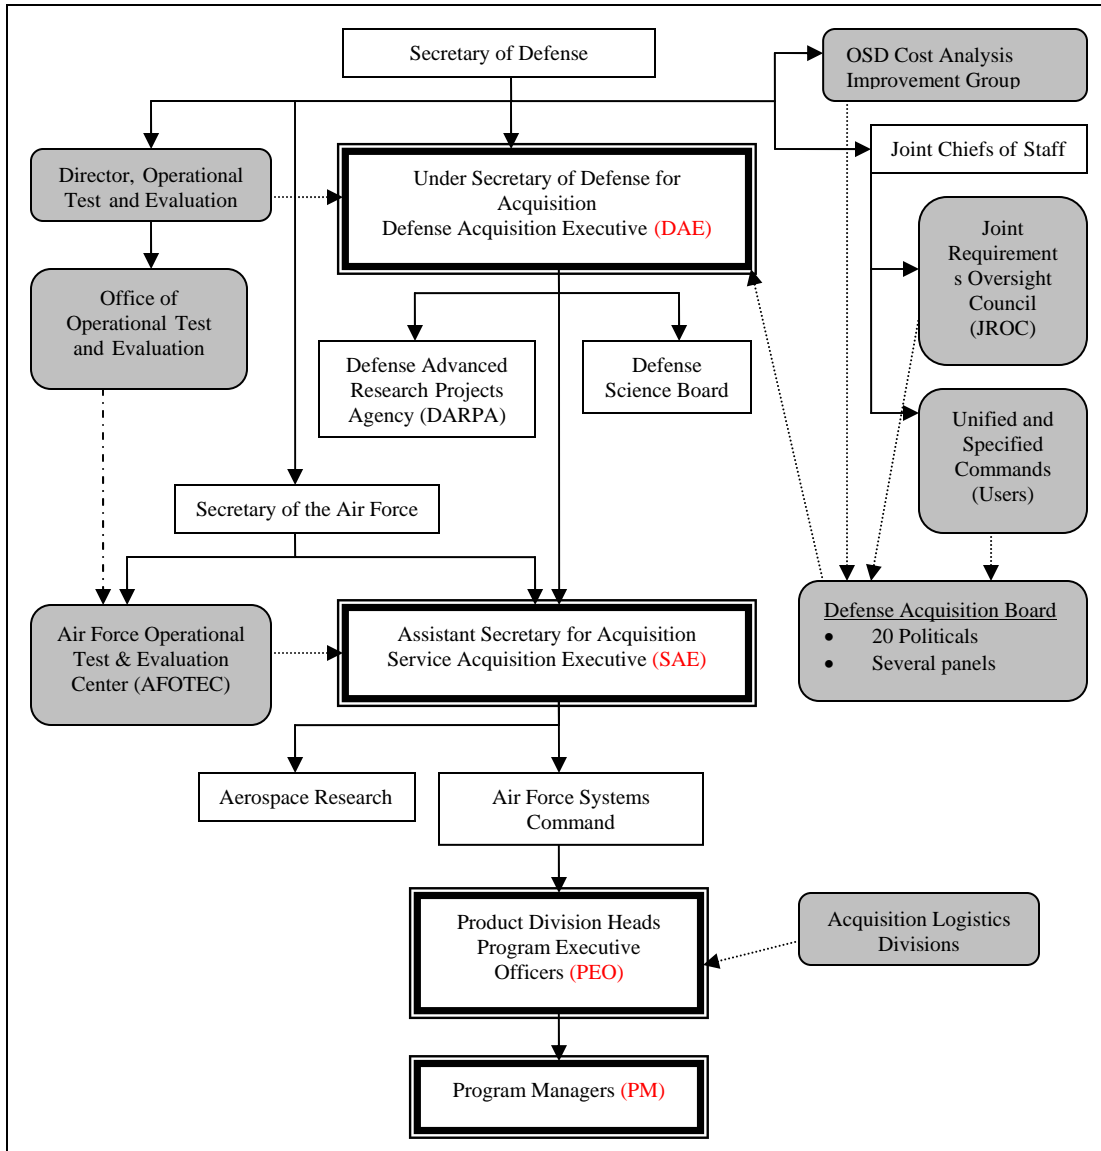 Secretary of Defense
OSD Cost Analysis
Improvement Group
Joint Chiefs of Staff
Director, Operational
Test and Evaluation
Under Secretary of Defense for
Acquisition
Defense Acquisition Executive (DAE)
Joint
Requirement
s Oversight
Council
(JROC)
Office of
Operational Test
and Evaluation
Defense Advanced
Research Projects
Agency (DARPA)
Defense
Science Board
Unified and
Specified
Commands
(Users)
Secretary of the Air Force
Air Force Operational
Test & Evaluation
Center (AFOTEC)
Assistant Secretary for Acquisition
Service Acquisition Executive (SAE)
Defense Acquisition Board
• 20 Politicals
• Several panels
Aerospace Research
Air Force Systems
Command
Product Division Heads
Program Executive
Officers (PEO)
Acquisition Logistics
Divisions
Program Managers (PM)